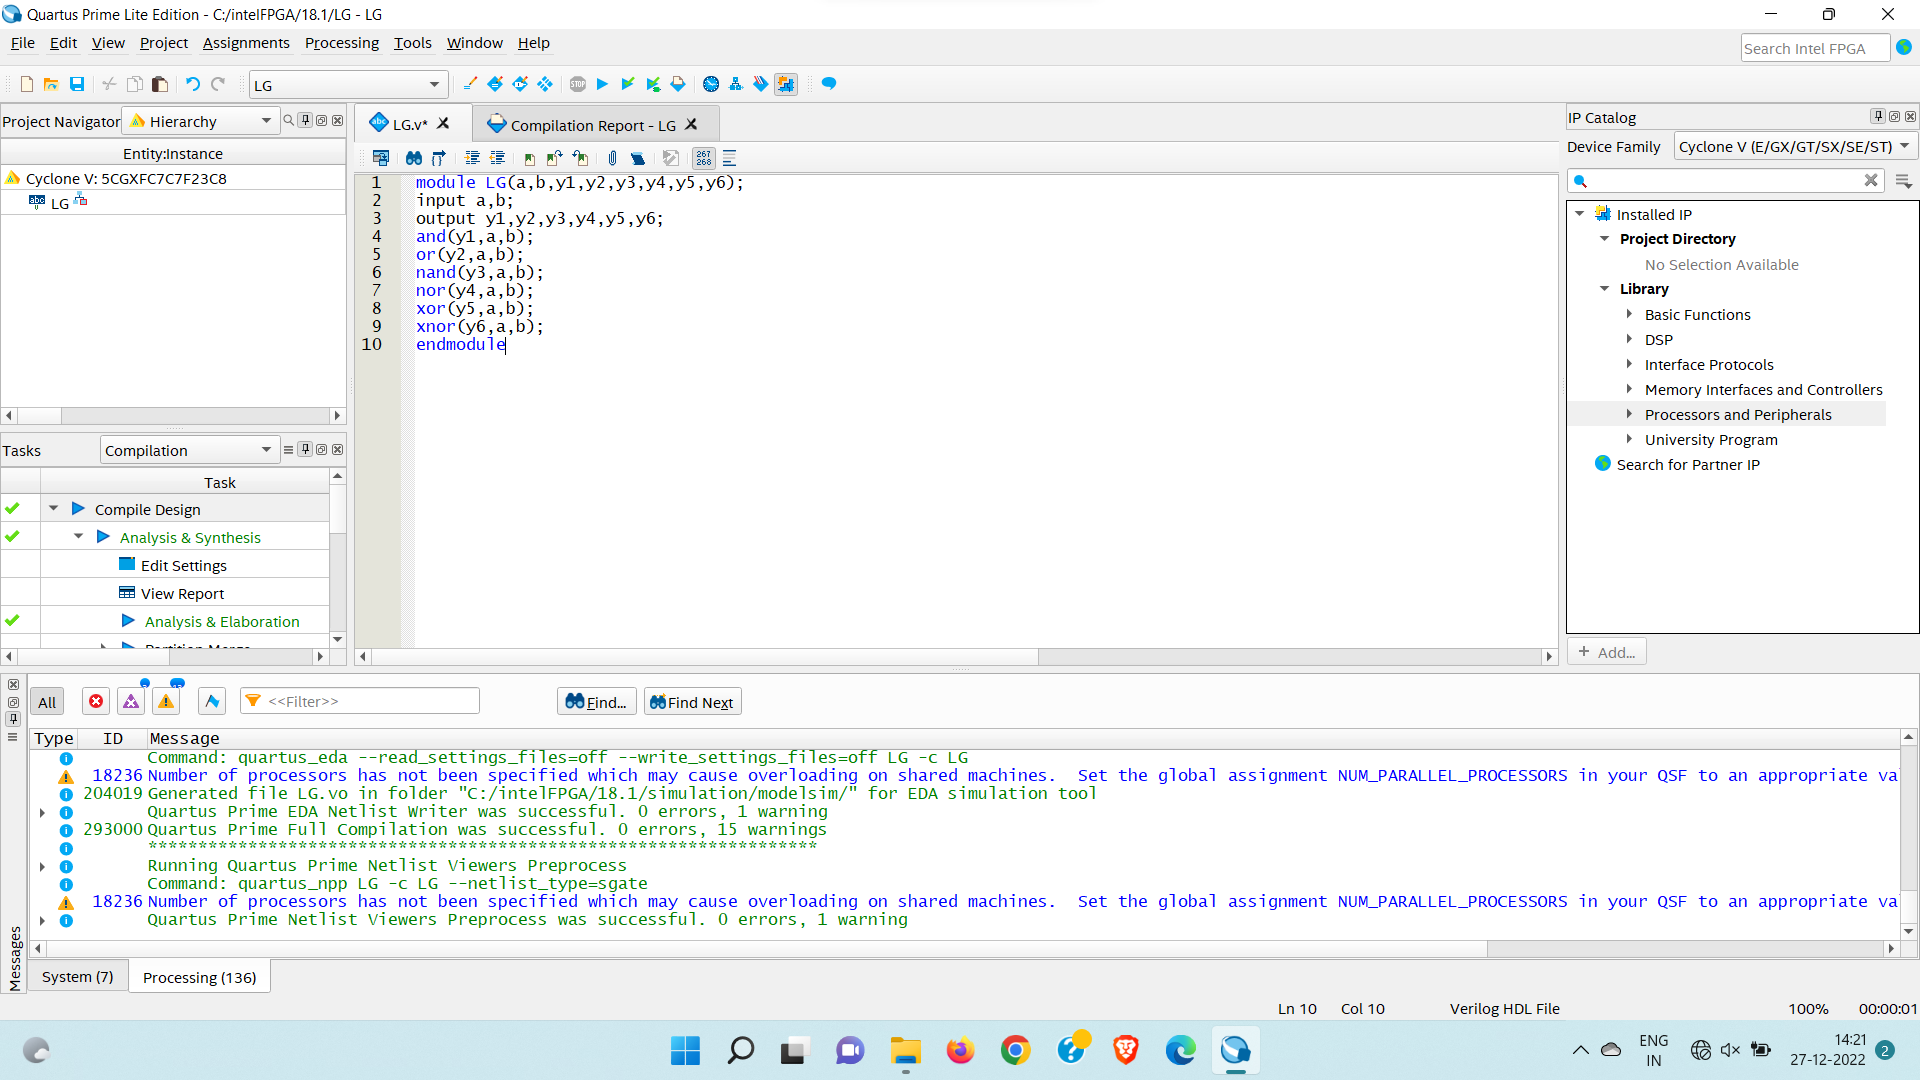 Quartus Prime Lite Edition - C:/intelFPGA/18.1/LG - LG
File Edit View Project Assignments Processing Tools Window Help
Search Intel FPGA
LG
Project Navigator Hierarchy
Entity:Instance
Cyclone V: 5CGXFC7C7F23C8
LG
Tasks Compilation
Task
Compile Design
Analysis & Synthesis
Edit Settings
View Report
Analysis & Elaboration
LG.v* Compilation Report - LG
267
268
1 module LG(a,b,y1,y2,y3,y4,y5,y6);
2 input a,b;
3 output y1,y2,y3,y4,y5,y6;
4 and(y1,a,b);
5 or(y2,a,b);
6 nand(y3,a,b);
7 nor(y4,a,b);
8 xor(y5,a,b);
9 xnor(y6,a,b);
10 endmodule
IP Catalog
Device Family Cyclone V (E/GX/GT/SX/SE/ST)
Installed IP
Project Directory
No Selection Available
Library
Basic Functions
DSP
Interface Protocols
Memory Interfaces and Controllers
Processors and Peripherals
University Program
Search for Partner IP
+ Add...
All <<Filter>> Find... Find Next
Type ID Message
Command: quartus_eda --read_settings_files=off --write_settings_files=off LG -c LG
18236 Number of processors has not been specified which may cause overloading on shared machines.  Set the global assignment NUM_PARALLEL_PROCESSORS in your QSF to an appropriate va
204019 Generated file LG.vo in folder "C:/intelFPGA/18.1/simulation/modelsim/" for EDA simulation tool
Quartus Prime EDA Netlist Writer was successful. 0 errors, 1 warning
293000 Quartus Prime Full Compilation was successful. 0 errors, 15 warnings
*******************************************************************
Running Quartus Prime Netlist Viewers Preprocess
Command: quartus_npp LG -c LG --netlist_type=sgate
18236 Number of processors has not been specified which may cause overloading on shared machines.  Set the global assignment NUM_PARALLEL_PROCESSORS in your QSF to an appropriate va
Quartus Prime Netlist Viewers Preprocess was successful. 0 errors, 1 warning
Messages
System (7) Processing (136)
Ln 10 Col 10 Verilog HDL File 100% 00:00:01
ENG
IN
14:21
27-12-2022
2